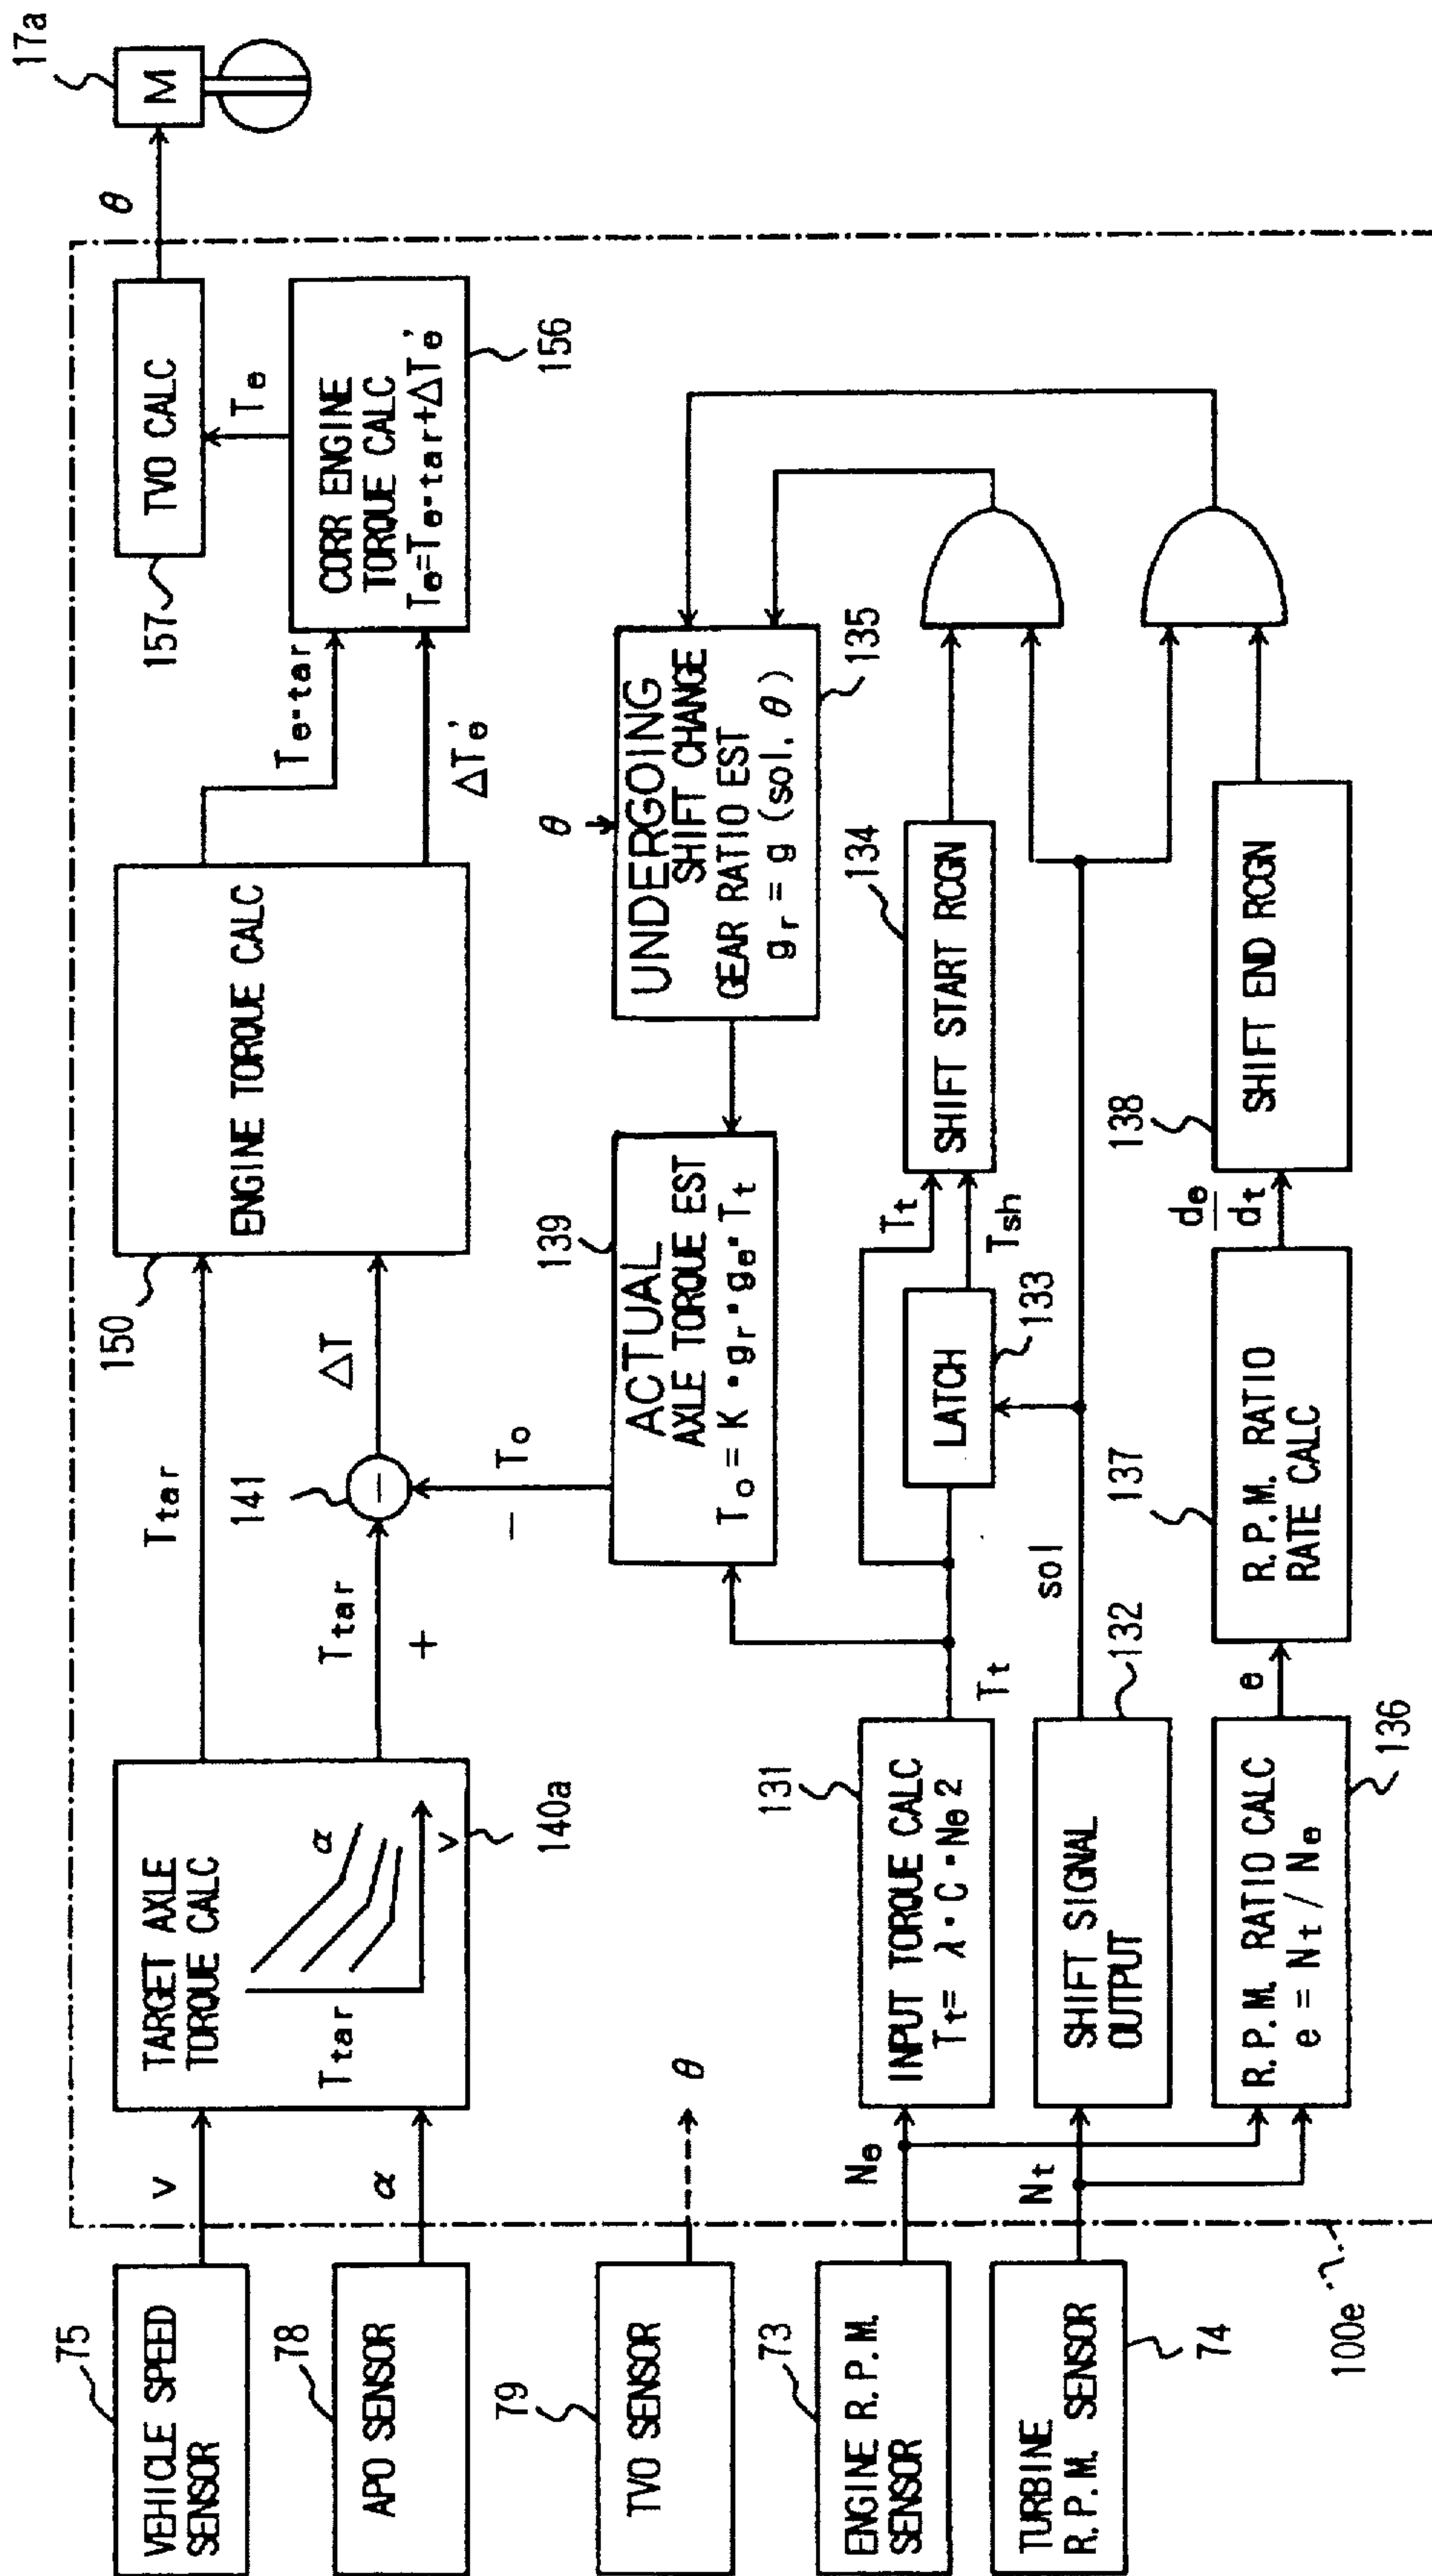 75
VEHICLE SPEED
SENSOR
78
APO SENSOR
79
TVO SENSOR
73
ENGINE R.P.M.
SENSOR
TURBINE
R.P.M. SENSOR
74
100e
v
α
θ
Ne
Nt
TARGET AXLE
TORQUE CALC
Ttar
α
v
140a
131
INPUT TORQUE CALC
Tt= λ・C・Ne2
SHIFT SIGNAL
OUTPUT
132
R.P.M. RATIO CALC
e = Nt / Ne
136
Ttar
Ttar
+
141
ΔT
− To
Tt
sol
e
137
R.P.M. RATIO
RATE CALC
LATCH
133
Tt
Tsh
de
dt
139
ACTUAL
AXLE TORQUE EST
To = K・gr・ge・Tt
150
ENGINE TORQUE CALC
134
SHIFT START RCGN
138
SHIFT END RCGN
θ
UNDERGOING
SHIFT CHANGE
GEAR RATIO EST
gr = g (sol, θ)
135
Te・tar
ΔTe'
157
TVO CALC
Te
CORR ENGINE
TORQUE CALC
Te=Te・tar+ΔTe'
156
θ
17a
M